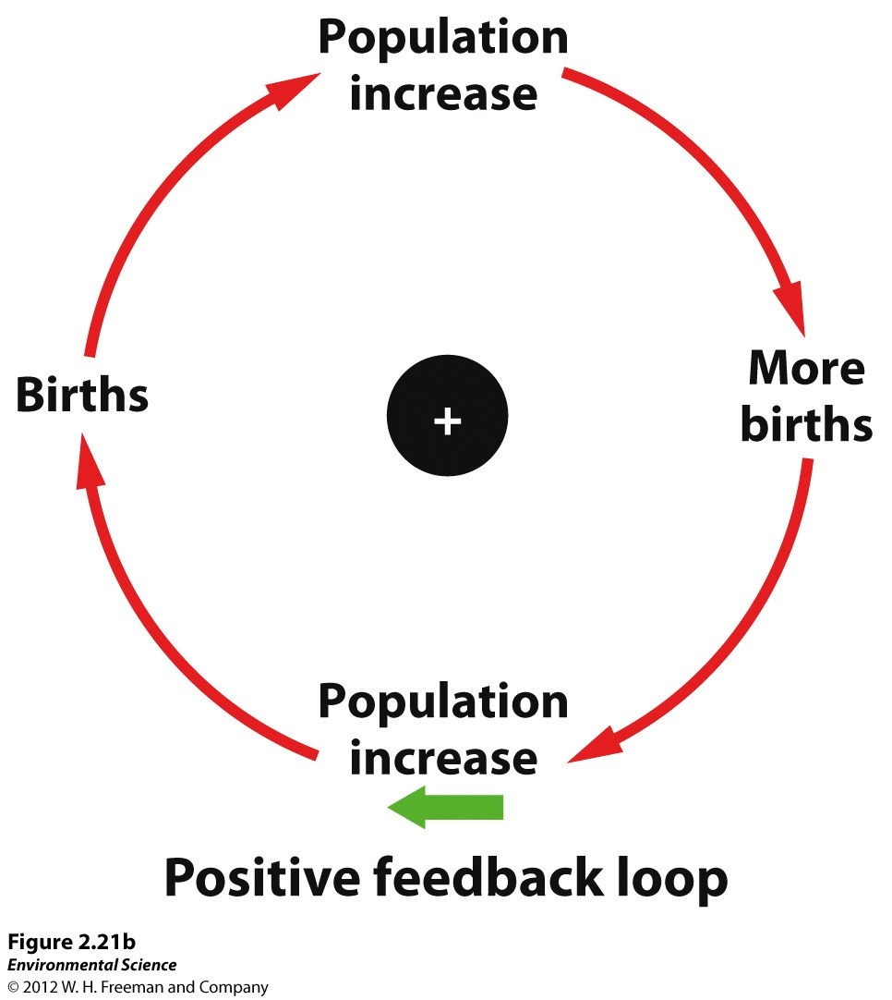 Population
increase
More
births
Births
+
Population
increase
Positive feedback loop
Figure 2.21b
Environmental Science
© 2012 W. H. Freeman and Company